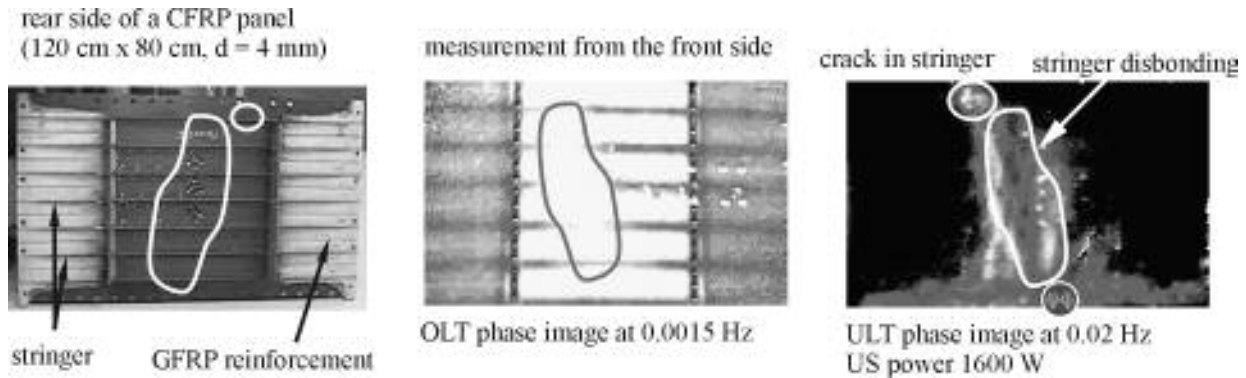 rear side of a CFRP panel
(120 cm x 80 cm, d = 4 mm)
measurement from the front side
crack in stringer
stringer disbonding
stringer
GFRP reinforcement
OLT phase image at 0.0015 Hz
ULT phase image at 0.02 Hz
US power 1600 W